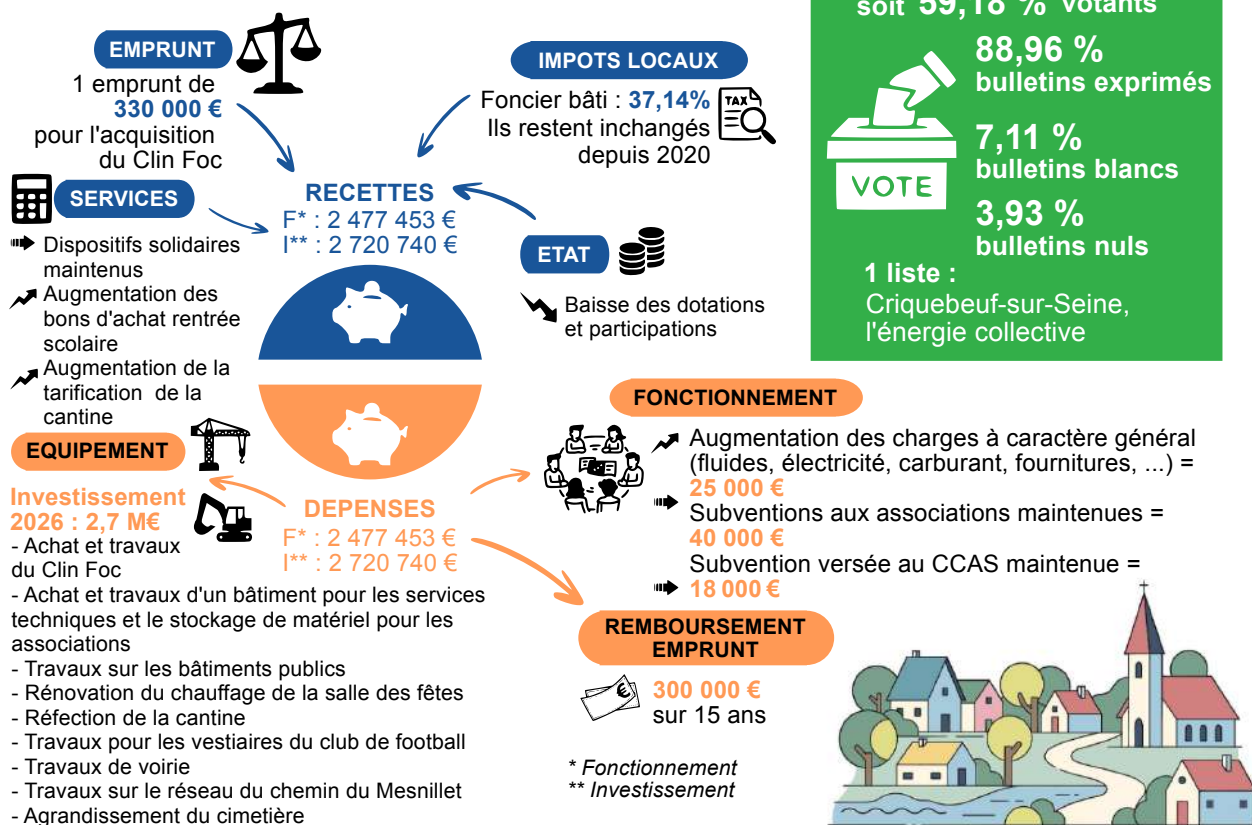 EMPRUNT
1 emprunt de
330 000 €
pour l'acquisition
du Clin Foc
IMPOTS LOCAUX
Foncier bâti : 37,14%
Ils restent inchangés
depuis 2020
TAX
SERVICES
Dispositifs solidaires
maintenus
Augmentation des
bons d'achat rentrée
scolaire
Augmentation de la
tarification de la
cantine
RECETTES
F* : 2 477 453 €
I** : 2 720 740 €
ETAT
Baisse des dotations
et participations
soit 59,18 % votants
88,96 %
bulletins exprimés
7,11 %
bulletins blancs
3,93 %
bulletins nuls
VOTE
1 liste :
Criquebeuf-sur-Seine,
l'énergie collective
EQUIPEMENT
Investissement
2026 : 2,7 M€
- Achat et travaux
du Clin Foc
- Achat et travaux d'un bâtiment pour les services
techniques et le stockage de matériel pour les
associations
- Travaux sur les bâtiments publics
- Rénovation du chauffage de la salle des fêtes
- Réfection de la cantine
- Travaux pour les vestiaires du club de football
- Travaux de voirie
- Travaux sur le réseau du chemin du Mesnillet
- Agrandissement du cimetière
DEPENSES
F* : 2 477 453 €
I** : 2 720 740 €
FONCTIONNEMENT
Augmentation des charges à caractère général
(fluides, électricité, carburant, fournitures, ...) =
25 000 €
Subventions aux associations maintenues =
40 000 €
Subvention versée au CCAS maintenue =
18 000 €
REMBOURSEMENT
EMPRUNT
300 000 €
sur 15 ans
* Fonctionnement
** Investissement